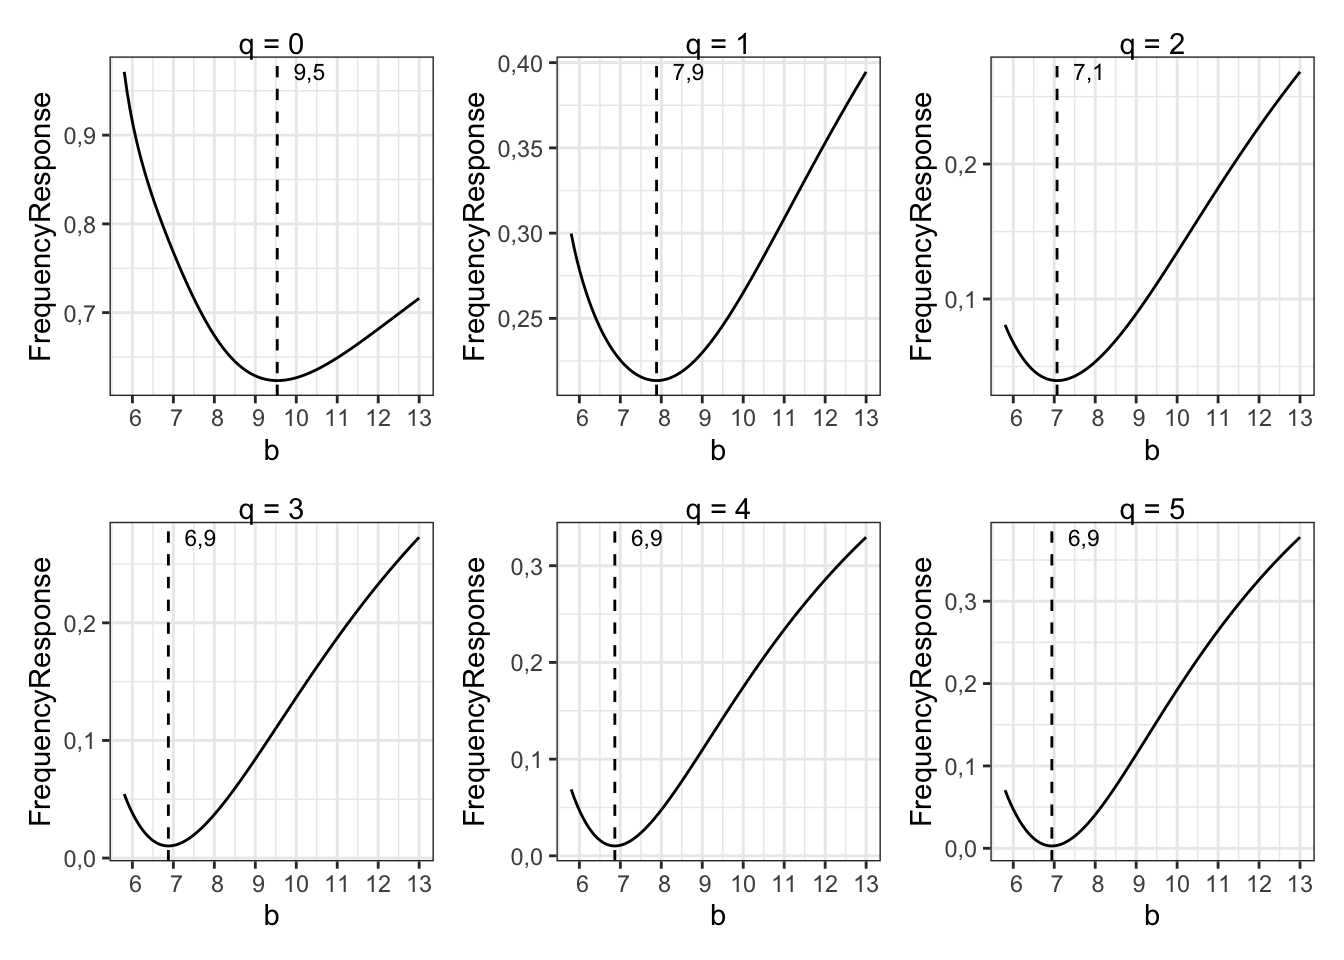 q = 0
9,5
FrequencyResponse
0,9
0,8
0,7
6 7 8 9 10 11 12 13
b
q = 1
7,9
FrequencyResponse
0,40
0,35
0,30
0,25
6 7 8 9 10 11 12 13
b
q = 2
7,1
FrequencyResponse
0,2
0,1
6 7 8 9 10 11 12 13
b
q = 3
6,9
FrequencyResponse
0,2
0,1
0,0
6 7 8 9 10 11 12 13
b
q = 4
6,9
FrequencyResponse
0,3
0,2
0,1
0,0
6 7 8 9 10 11 12 13
b
q = 5
6,9
FrequencyResponse
0,3
0,2
0,1
0,0
6 7 8 9 10 11 12 13
b